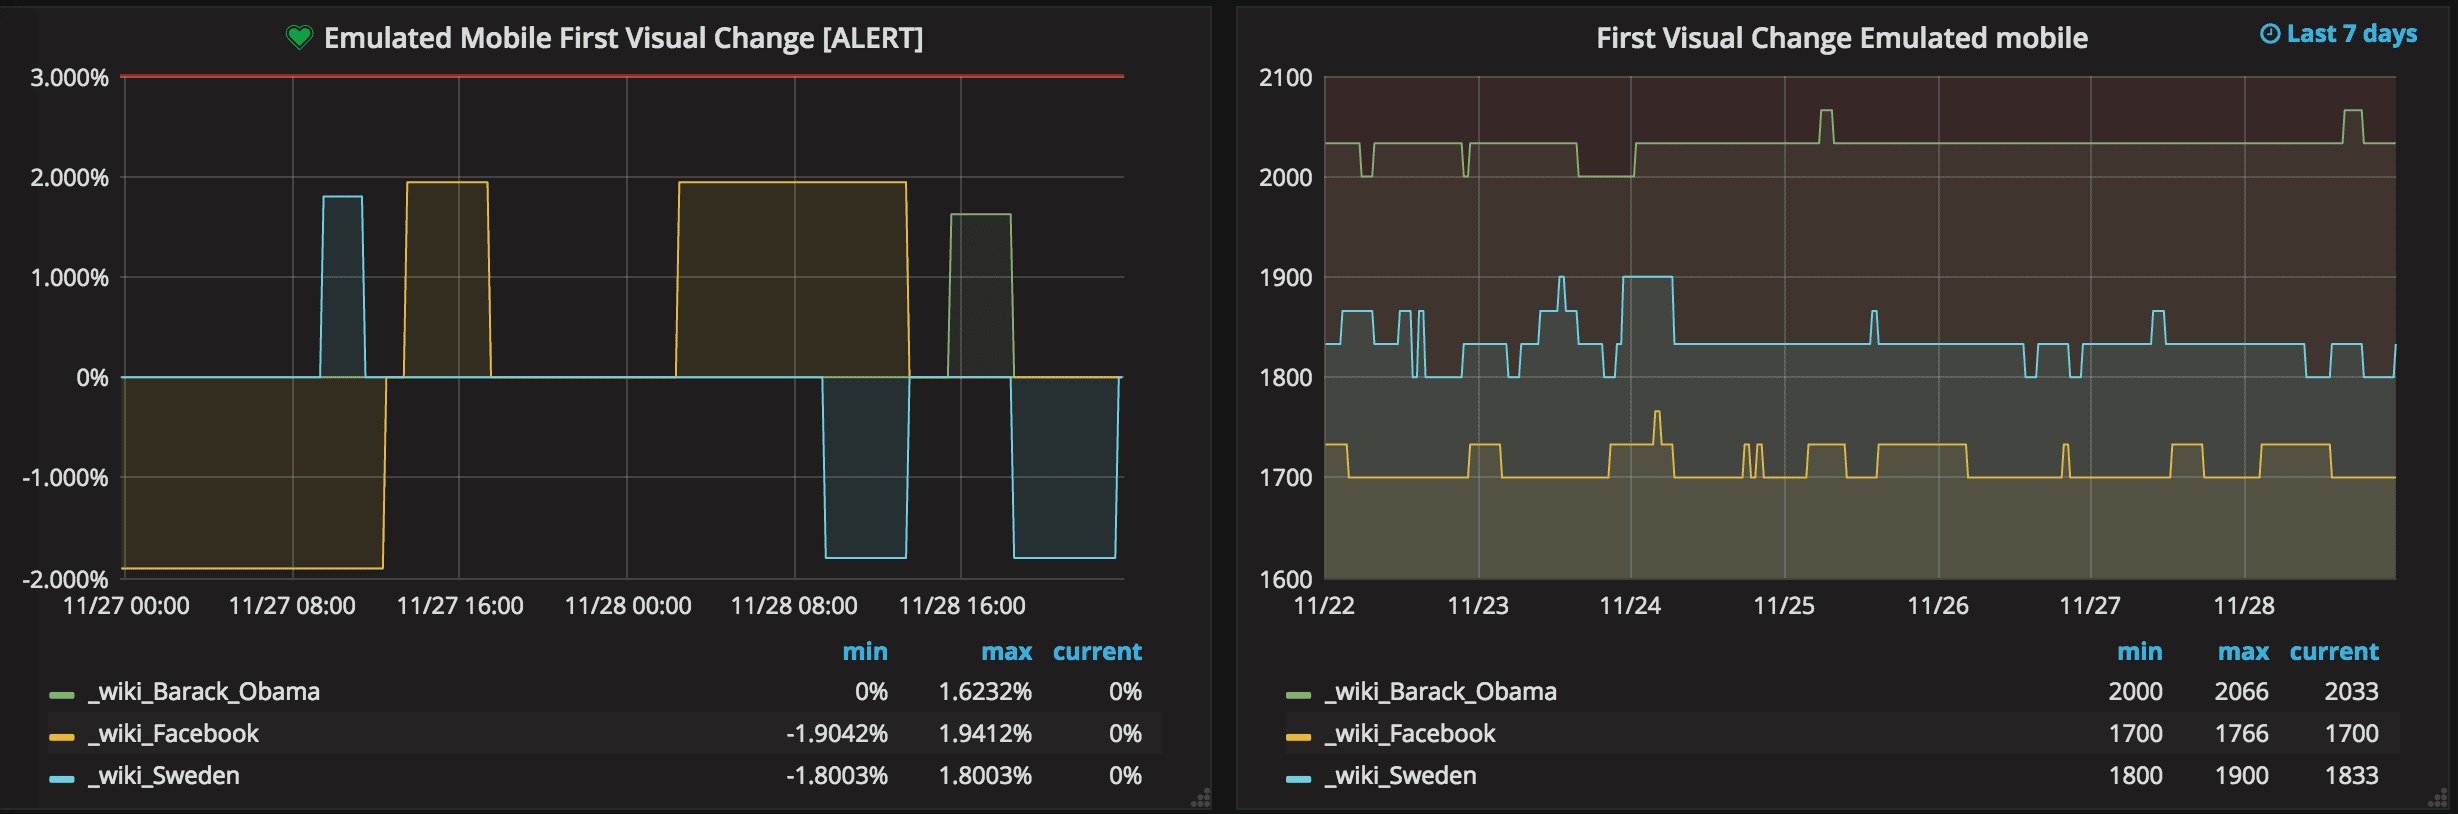 Emulated Mobile First Visual Change [ALERT]
3.000%
2.000%
1.000%
0%
-1.000%
-2.000%
11/27 00:00 11/27 08:00 11/27 16:00 11/28 00:00 11/28 08:00 11/28 16:00
min max current
_wiki_Barack_Obama 0% 1.6232% 0%
_wiki_Facebook -1.9042% 1.9412% 0%
_wiki_Sweden -1.8003% 1.8003% 0%
First Visual Change Emulated mobile
Last 7 days
2100
2000
1900
1800
1700
1600
11/22 11/23 11/24 11/25 11/26 11/27 11/28
min max current
_wiki_Barack_Obama 2000 2066 2033
_wiki_Facebook 1700 1766 1700
_wiki_Sweden 1800 1900 1833